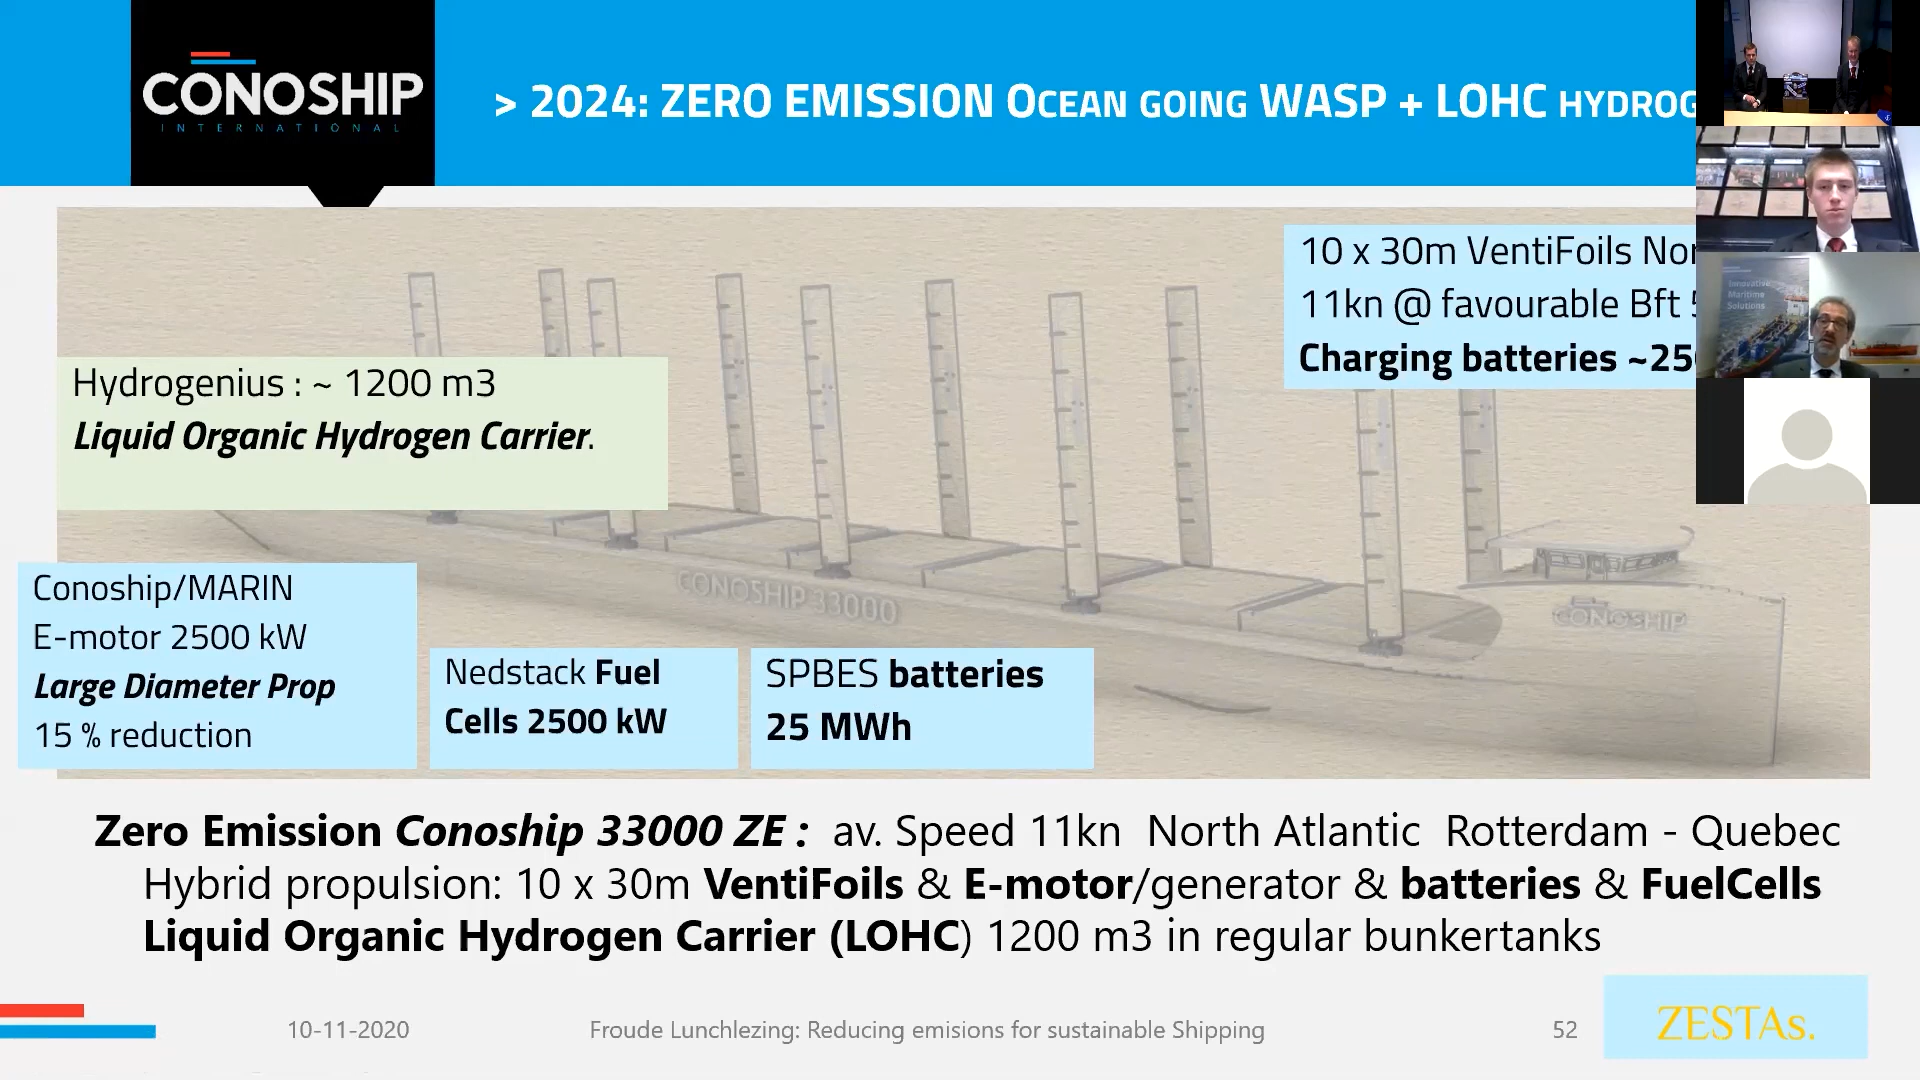 CONOSHIP
INTERNATIONAL
> 2024: ZERO EMISSION OCEAN GOING WASP + LOHC HYDROG
10 x 30m VentiFoils Nor
11kn @ favourable Bft 5
Charging batteries ~25
Hydrogenius : ~ 1200 m3
Liquid Organic Hydrogen Carrier.
Innovative
Maritime
Solutions
CONOSHIP 33000
CONOSHIP
Conoship/MARIN
E-motor 2500 kW
Large Diameter Prop
15 % reduction
Nedstack Fuel
Cells 2500 kW
SPBES batteries
25 MWh
Zero Emission Conoship 33000 ZE : av. Speed 11kn North Atlantic Rotterdam - Quebec
Hybrid propulsion: 10 x 30m VentiFoils & E-motor/generator & batteries & FuelCells
Liquid Organic Hydrogen Carrier (LOHC) 1200 m3 in regular bunkertanks
10-11-2020
Froude Lunchlezing: Reducing emisions for sustainable Shipping
52
ZESTAs.